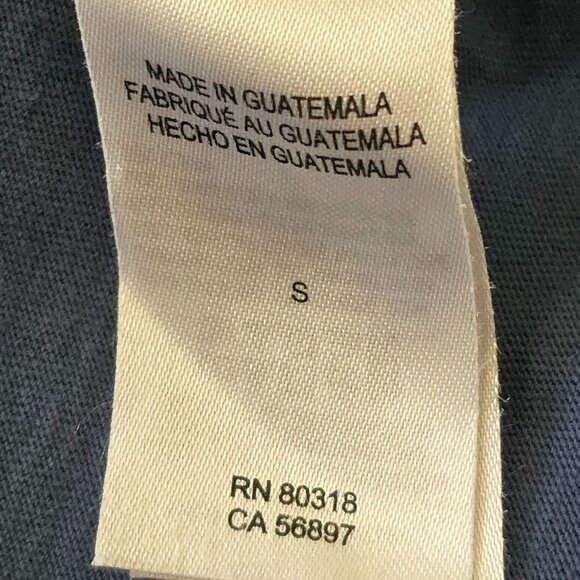 MADE IN GUATEMALA
FABRIQUÉ AU GUATEMALA
HECHO EN GUATEMALA
S
RN 80318
CA 56897